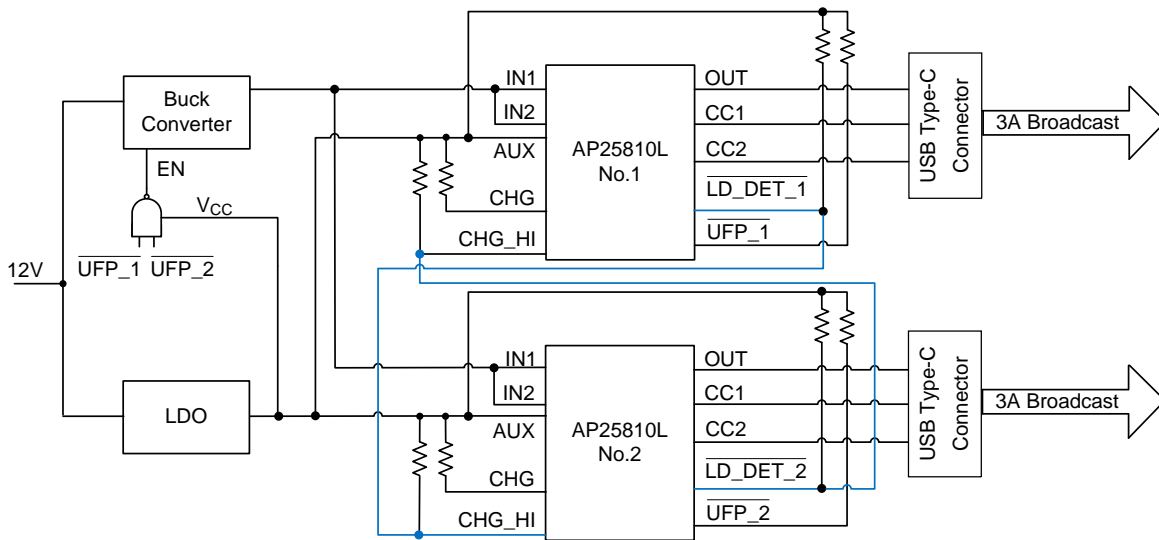 Buck
Converter
EN
V_CC
UFP_1 UFP_2
12V
LDO
IN1
IN2
AUX
CHG
CHG_HI
AP25810L
No.1
OUT
CC1
CC2
LD_DET_1
UFP_1
USB Type-C
Connector
3A Broadcast
IN1
IN2
AUX
CHG
CHG_HI
AP25810L
No.2
OUT
CC1
CC2
LD_DET_2
UFP_2
USB Type-C
Connector
3A Broadcast